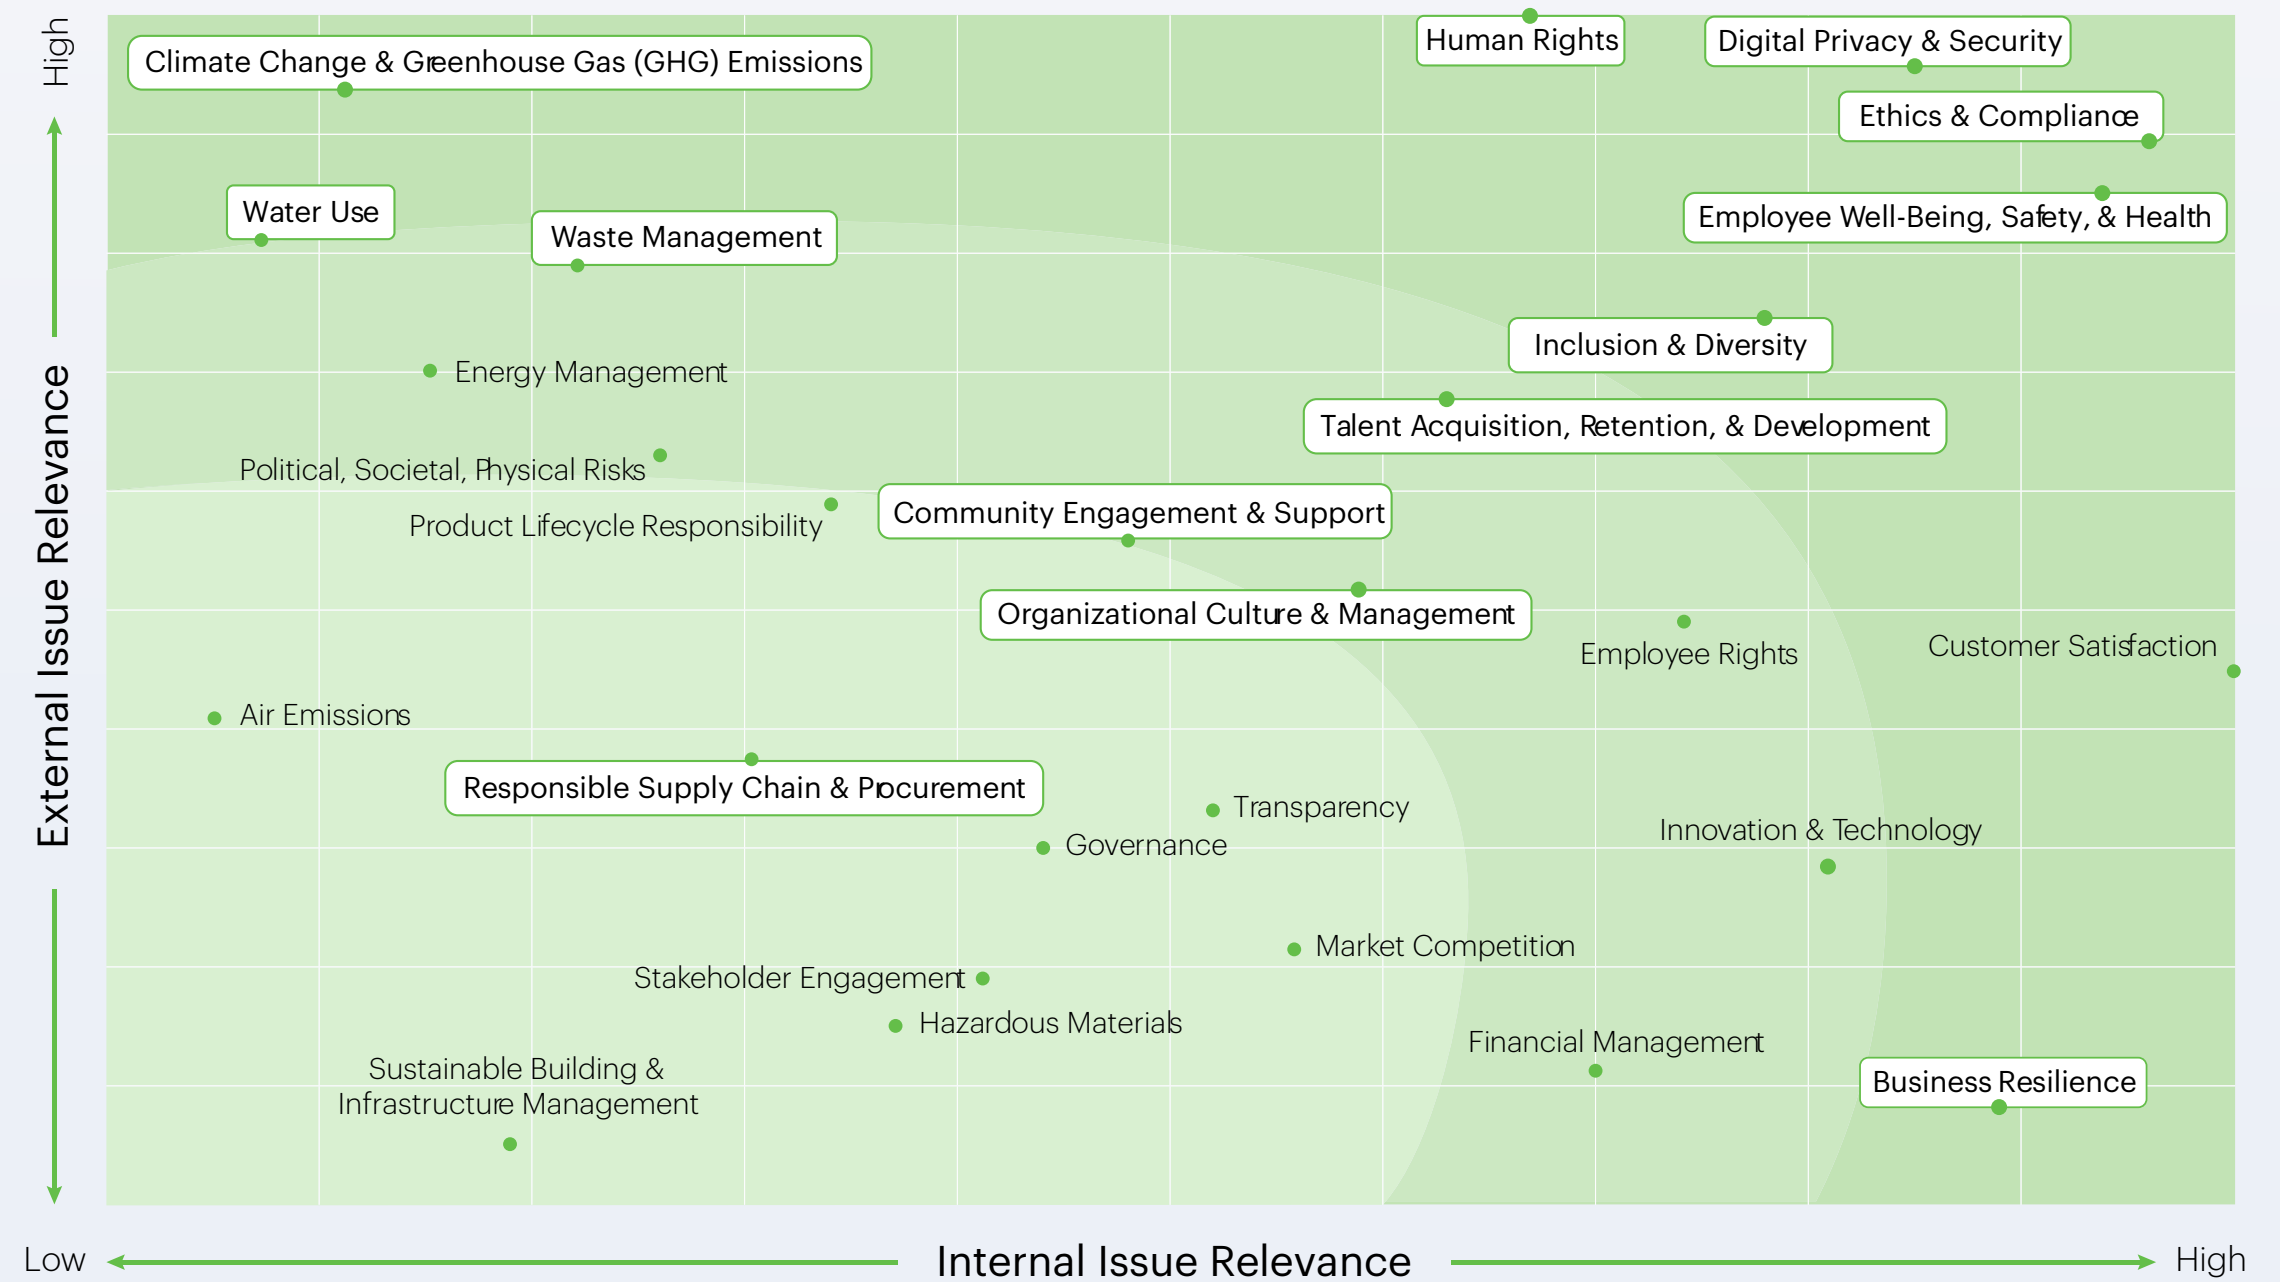 High
Human Rights
Digital Privacy & Security
Climate Change & Greenhouse Gas (GHG) Emissions
Ethics & Compliance
Water Use
Waste Management
Employee Well-Being, Safety, & Health
Inclusion & Diversity
Energy Management
Talent Acquisition, Retention, & Development
Political, Societal, Physical Risks
Product Lifecycle Responsibility
Community Engagement & Support
External Issue Relevance
Organizational Culture & Management
Employee Rights
Customer Satisfaction
Air Emissions
Responsible Supply Chain & Procurement
Transparency
Governance
Innovation & Technology
Market Competition
Stakeholder Engagement
Hazardous Materials
Financial Management
Sustainable Building &
Infrastructure Management
Business Resilience
Low
Internal Issue Relevance
High